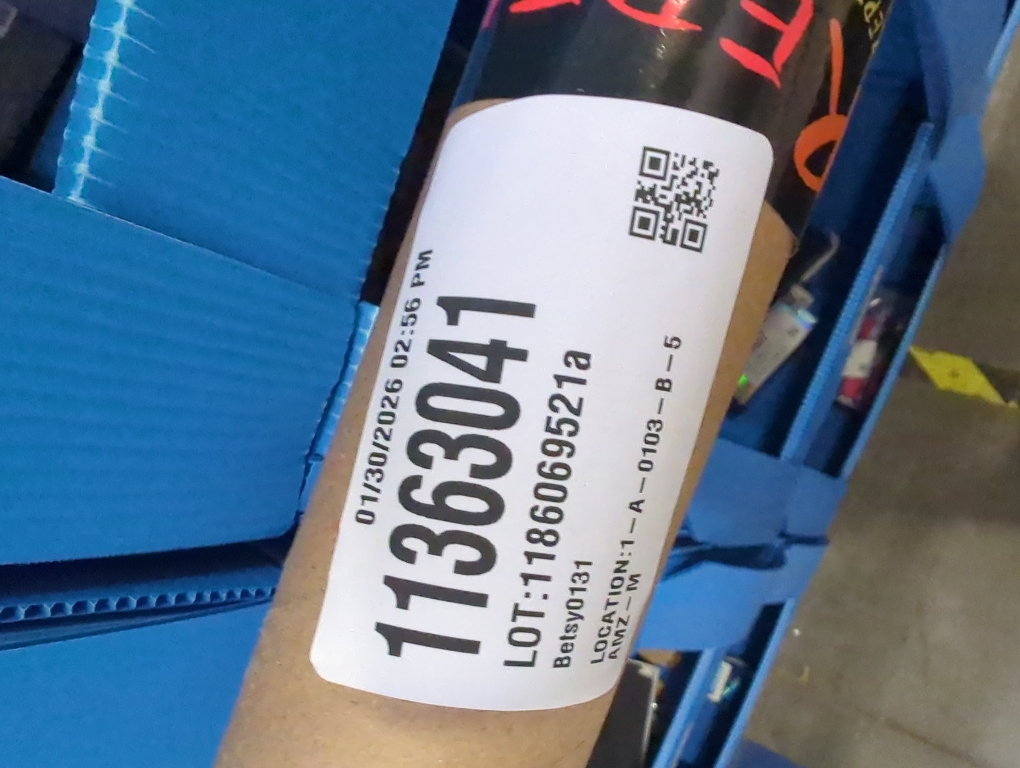 01/30/2026 02:56 PM
11363041
LOT:1186069521a
Betsy0131
LOCATION:1-A-0103-B-5
AMZ-M